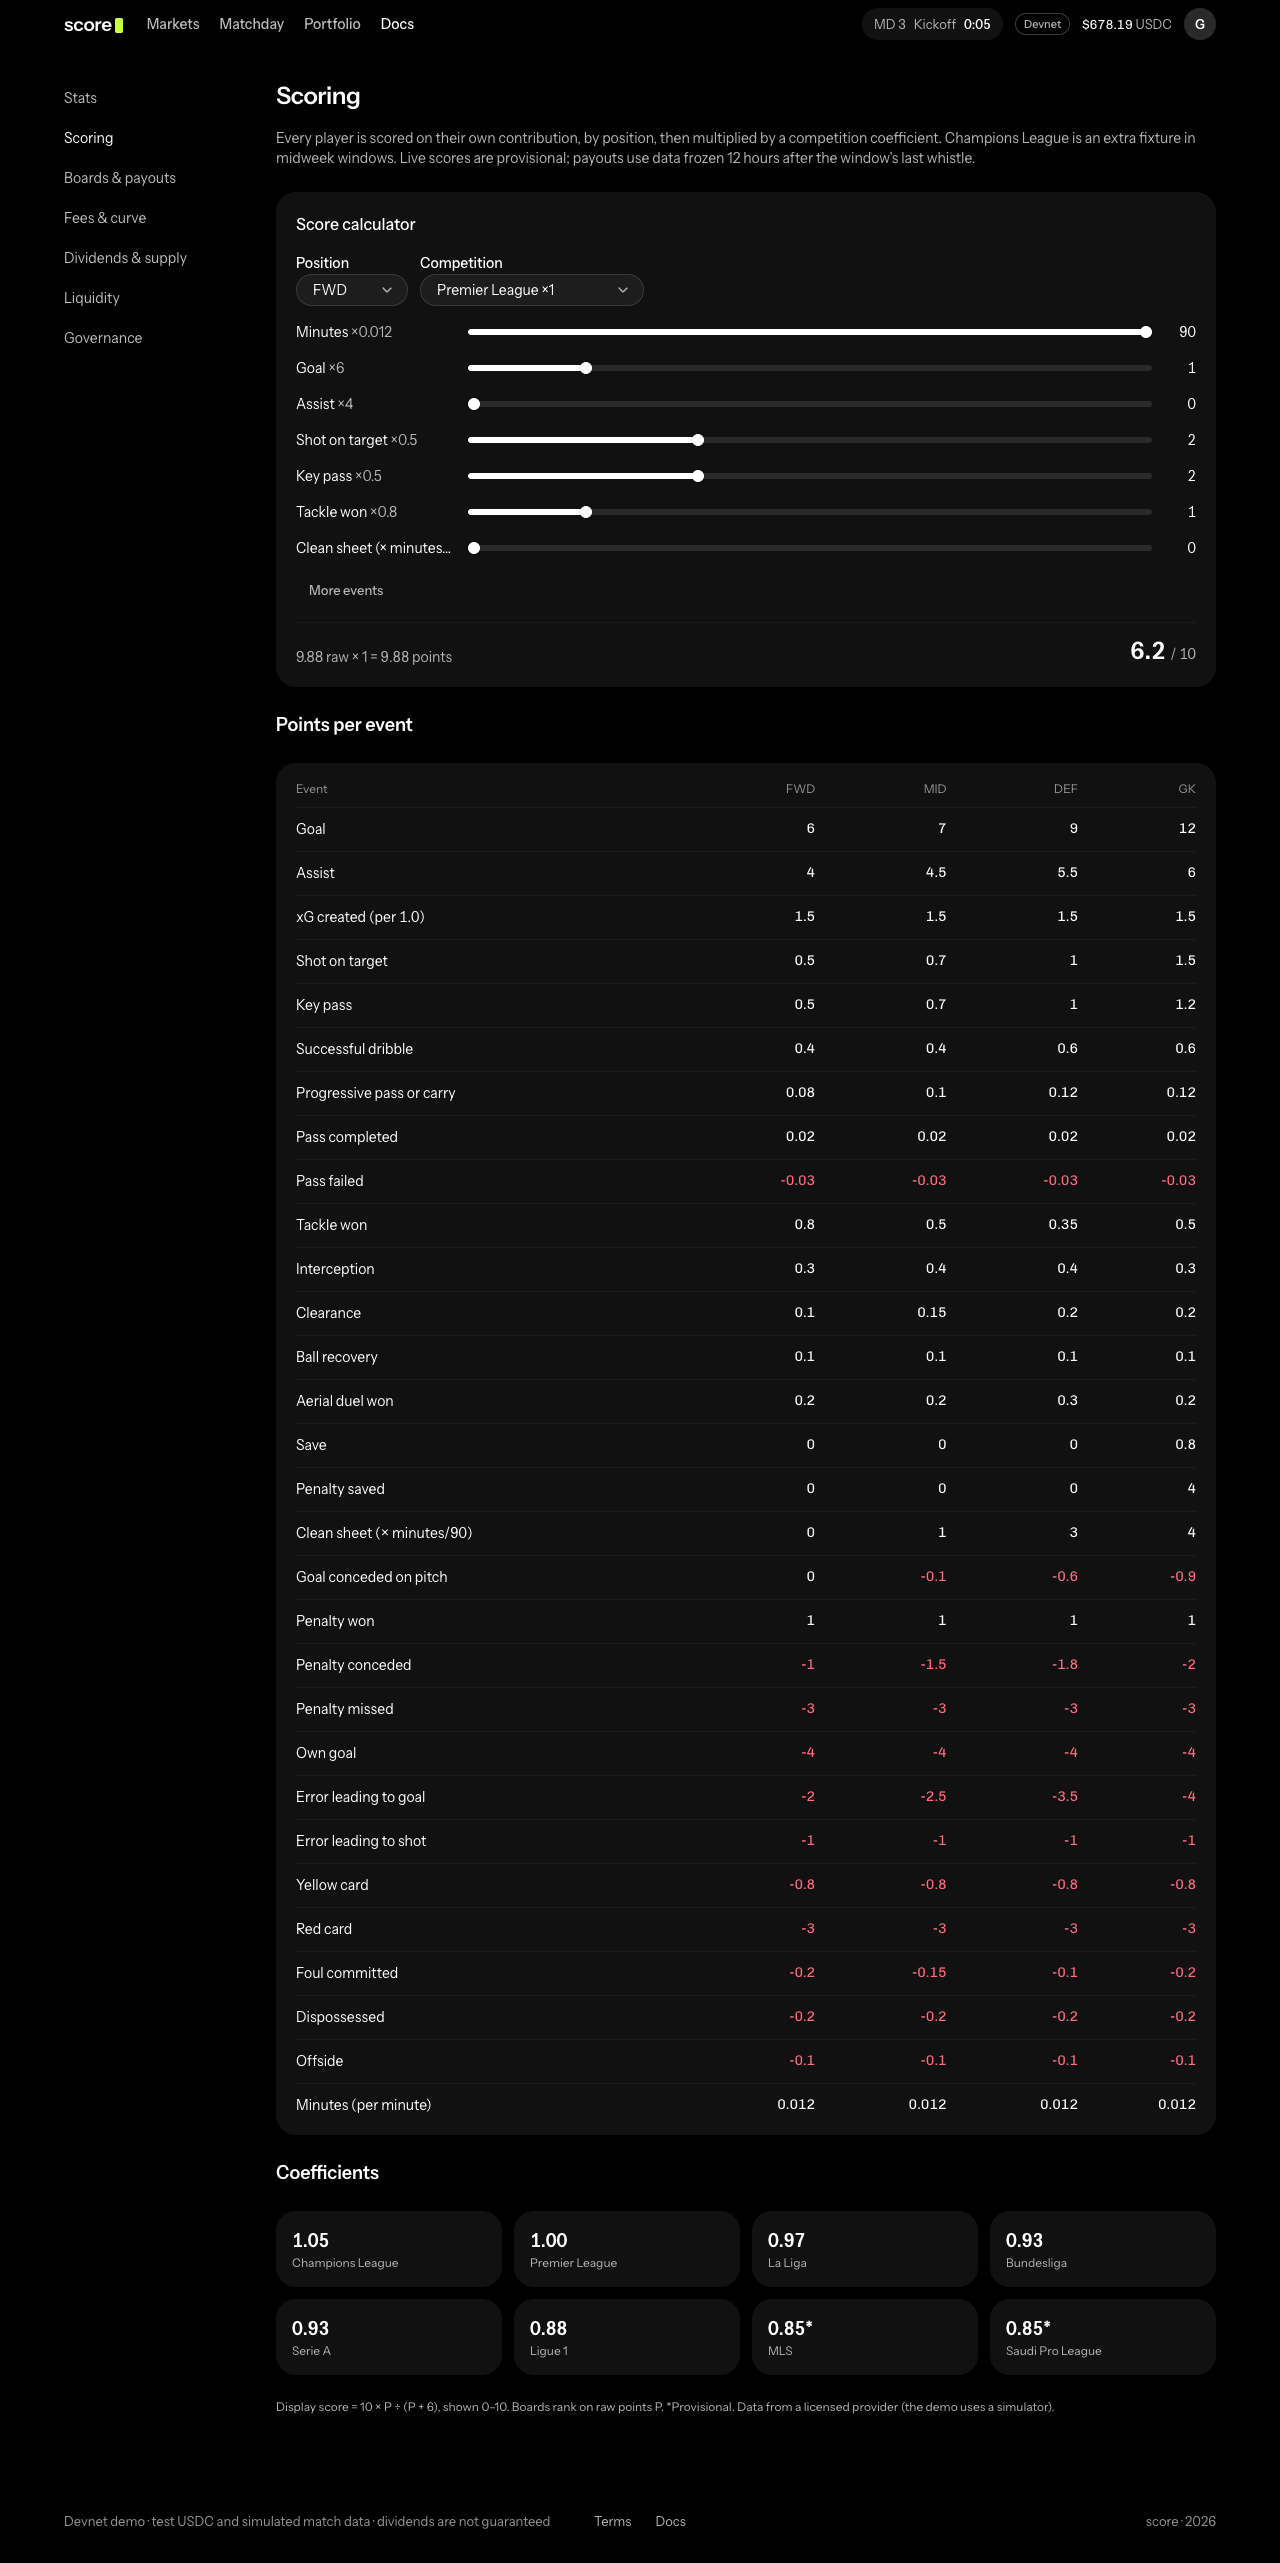 score
Markets Matchday Portfolio Docs
MD 3 Kickoff 0:05 Devnet $678.19 USDC G
Stats
Scoring
Boards & payouts
Fees & curve
Dividends & supply
Liquidity
Governance
Scoring
Every player is scored on their own contribution, by position, then multiplied by a competition coefficient. Champions League is an extra fixture in
midweek windows. Live scores are provisional; payouts use data frozen 12 hours after the window's last whistle.
Score calculator
Position Competition
FWD Premier League ×1
Minutes ×0.012 90
Goal ×6 1
Assist ×4 0
Shot on target ×0.5 2
Key pass ×0.5 2
Tackle won ×0.8 1
Clean sheet (× minutes... 0
More events
9.88 raw × 1 = 9.88 points 6.2 / 10
Points per event
Event FWD MID DEF GK
Goal 6 7 9 12
Assist 4 4.5 5.5 6
xG created (per 1.0) 1.5 1.5 1.5 1.5
Shot on target 0.5 0.7 1 1.5
Key pass 0.5 0.7 1 1.2
Successful dribble 0.4 0.4 0.6 0.6
Progressive pass or carry 0.08 0.1 0.12 0.12
Pass completed 0.02 0.02 0.02 0.02
Pass failed -0.03 -0.03 -0.03 -0.03
Tackle won 0.8 0.5 0.35 0.5
Interception 0.3 0.4 0.4 0.3
Clearance 0.1 0.15 0.2 0.2
Ball recovery 0.1 0.1 0.1 0.1
Aerial duel won 0.2 0.2 0.3 0.2
Save 0 0 0 0.8
Penalty saved 0 0 0 4
Clean sheet (× minutes/90) 0 1 3 4
Goal conceded on pitch 0 -0.1 -0.6 -0.9
Penalty won 1 1 1 1
Penalty conceded -1 -1.5 -1.8 -2
Penalty missed -3 -3 -3 -3
Own goal -4 -4 -4 -4
Error leading to goal -2 -2.5 -3.5 -4
Error leading to shot -1 -1 -1 -1
Yellow card -0.8 -0.8 -0.8 -0.8
Red card -3 -3 -3 -3
Foul committed -0.2 -0.15 -0.1 -0.2
Dispossessed -0.2 -0.2 -0.2 -0.2
Offside -0.1 -0.1 -0.1 -0.1
Minutes (per minute) 0.012 0.012 0.012 0.012
Coefficients
1.05 1.00 0.97 0.93
Champions League Premier League La Liga Bundesliga
0.93 0.88 0.85* 0.85*
Serie A Ligue 1 MLS Saudi Pro League
Display score = 10 × P ÷ (P + 6), shown 0–10. Boards rank on raw points P. *Provisional. Data from a licensed provider (the demo uses a simulator).
Devnet demo · test USDC and simulated match data · dividends are not guaranteed Terms Docs score · 2026